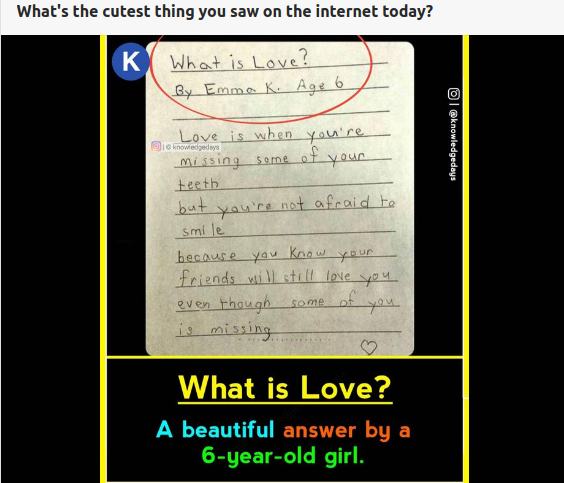 What's the cutest thing you saw on the internet today?
K
What is Love?
By Emma K. Age 6
Love is when you're
@knowledgedays
missing some of your
teeth
but you're not afraid to
smile
because you know your
friends will still love you
even though some of you
is missing
| @knowledgedays
What is Love?
A beautiful answer by a
6-year-old girl.